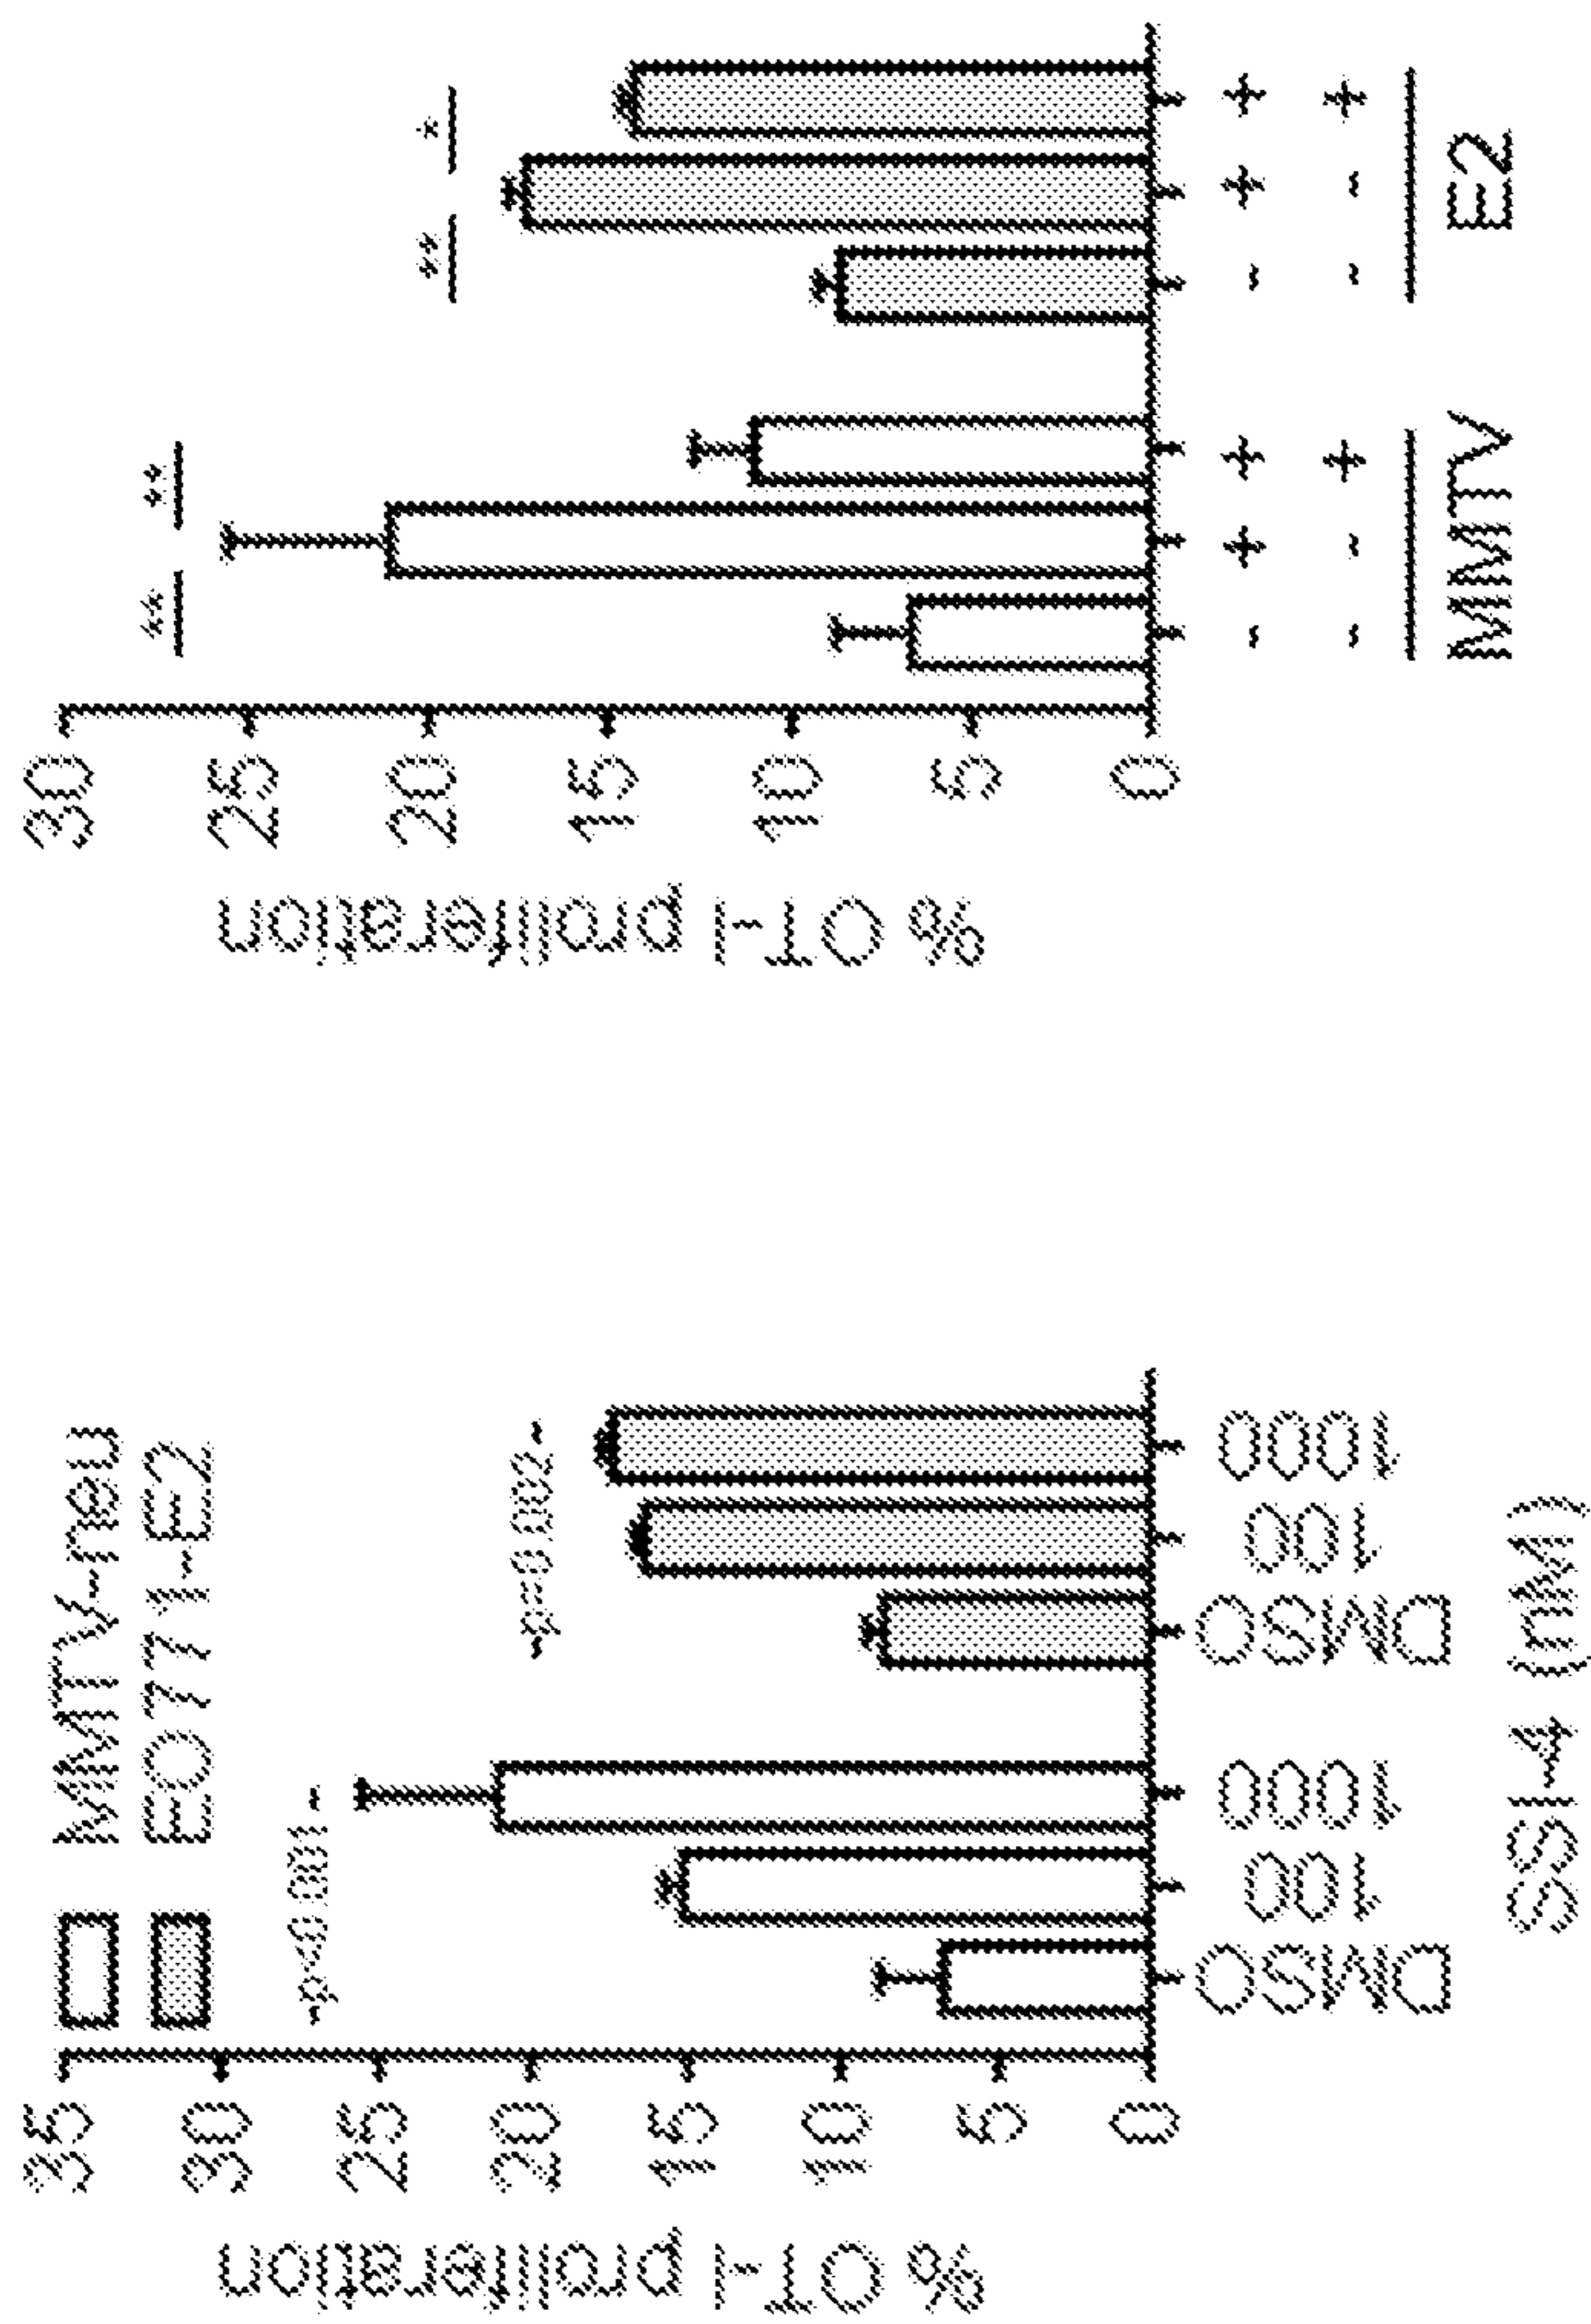 MMTV-neu
EO771-E2
% OT-I proliferation
35
30
25
20
15
10
5
0
-p<0.001-
-p=0.002-
DMSO 100 1000 DMSO 100 1000
SSI-4 (nM)
% OT-I proliferation
30
25
20
15
10
5
0
** **
** *
- + + - + +
- - + - - +
MMTV E2